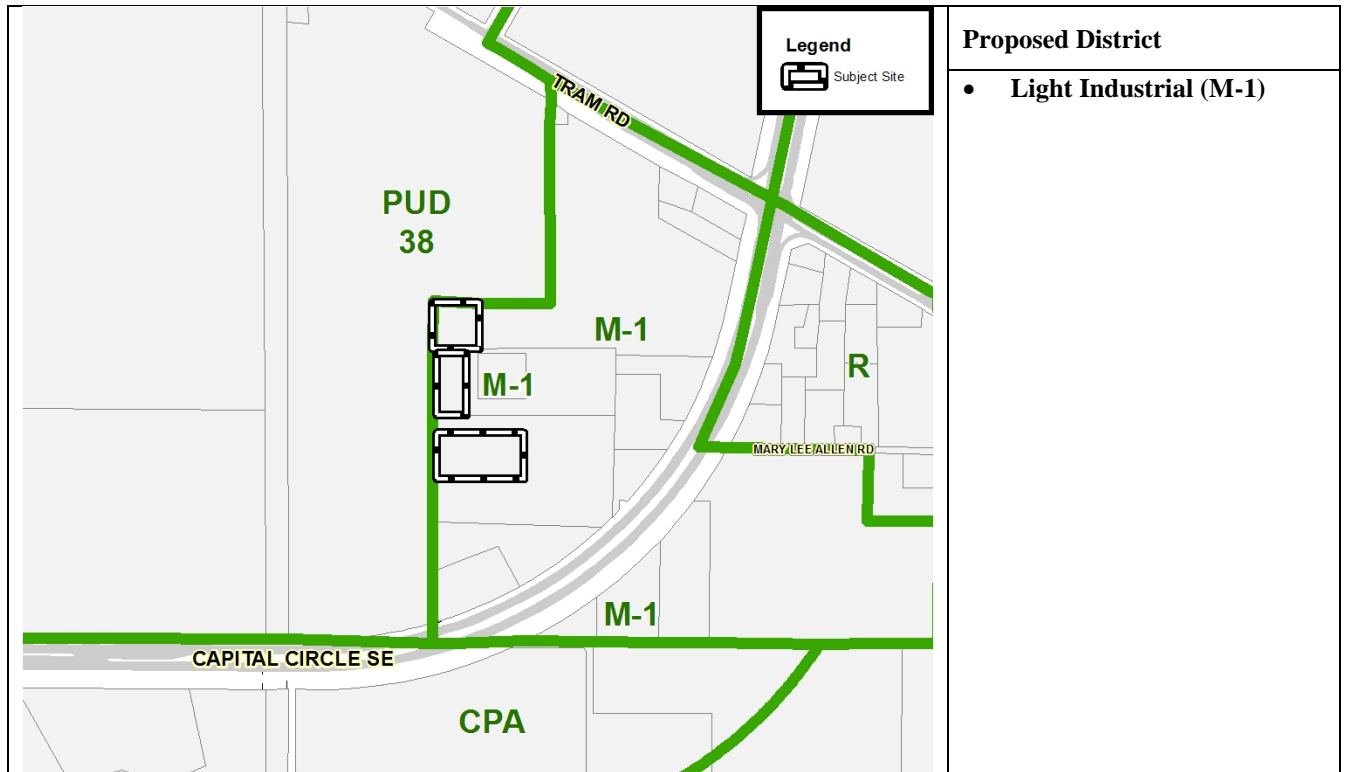 Legend
Subject Site
TRAM RD
PUD
38
M-1
M-1
R
MARY LEE ALLEN RD
M-1
CAPITAL CIRCLE SE
CPA
Proposed District
• Light Industrial (M-1)